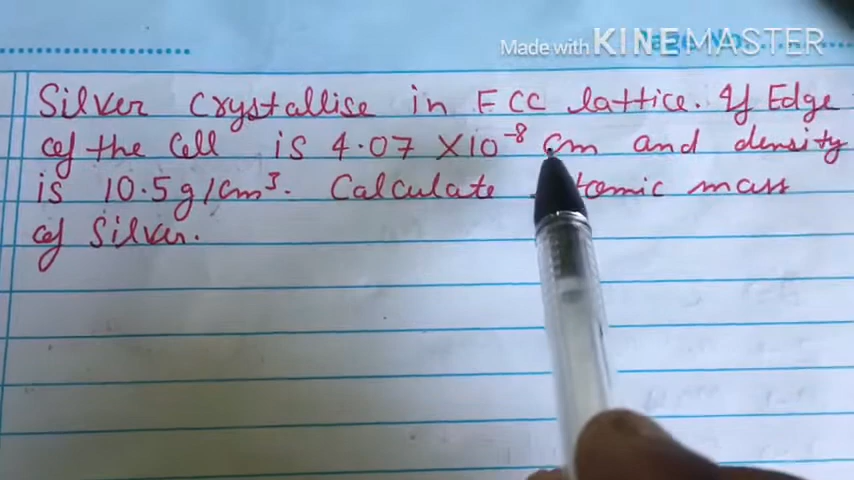 Made with KINEMASTER
Silver crystallise in FCC lattice. If Edge
of the Cell is 4.07 X10⁻⁸ cm and density
is 10.5g/cm³. Calculate mass
of Silver.